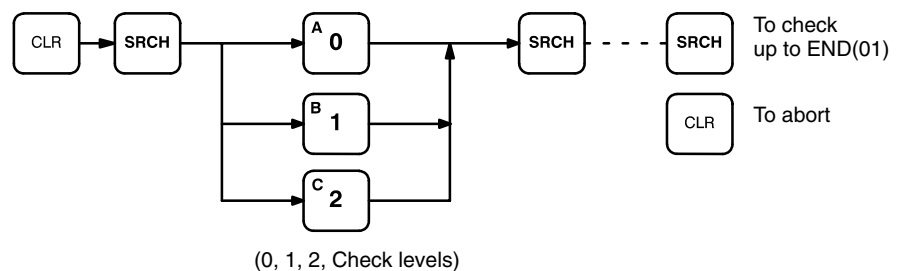 CLR
SRCH
A 0
SRCH
SRCH
To check
up to END(01)
B 1
CLR
To abort
C 2
(0, 1, 2, Check levels)